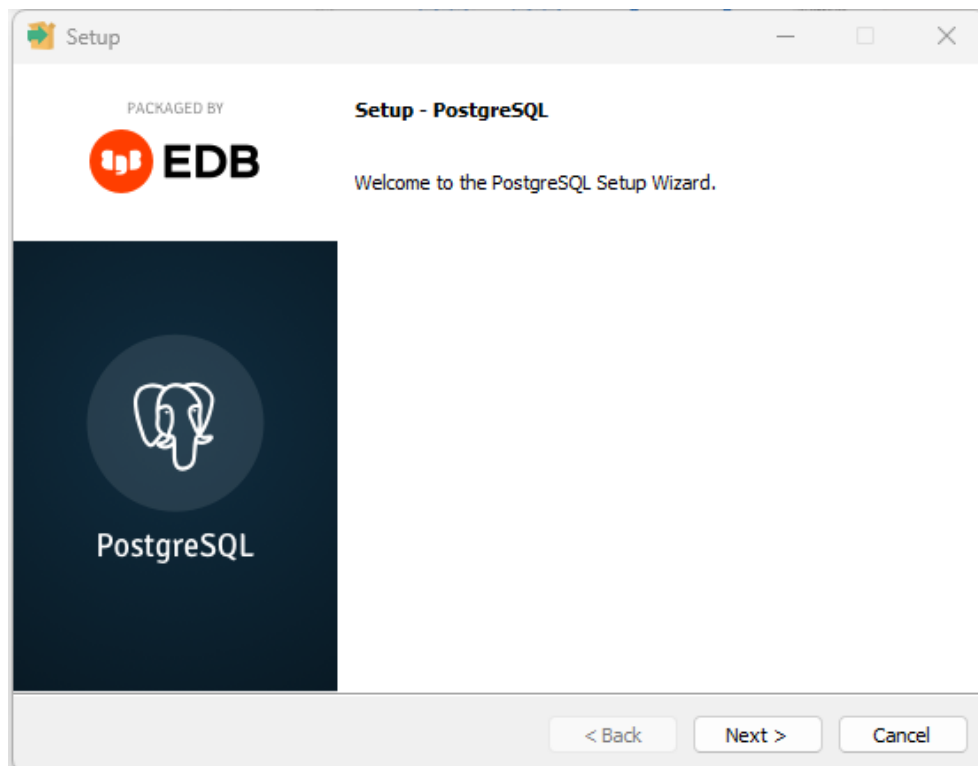 Setup
PACKAGED BY
EDB
Setup - PostgreSQL
Welcome to the PostgreSQL Setup Wizard.
PostgreSQL
< Back
Next >
Cancel